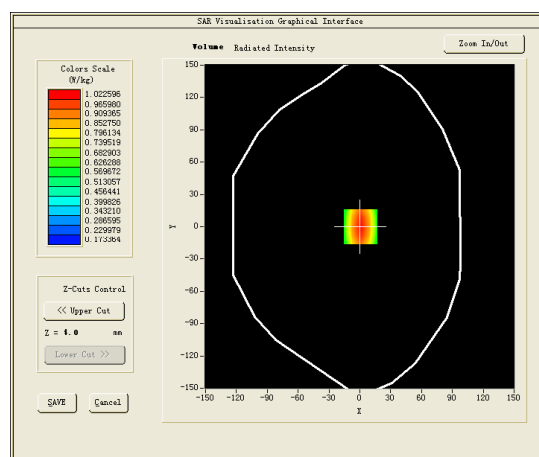 SAR Visualisation Graphical Interface
Volume Radiated Intensity
Zoom In/Out
Colors Scale
(W/kg)
1.022596
0.965980
0.909365
0.852750
0.796134
0.739519
0.682903
0.626288
0.569672
0.513057
0.456441
0.399826
0.343210
0.286595
0.229979
0.173364
Z-Cuts Control
<< Upper Cut
Z = 4.0 mm
Lower Cut >>
SAVE Cancel
150
120
90
60
30
0
-30
-60
-90
-120
-150
Y
-150 -120 -90 -60 -30 0 30 60 90 120 150
X